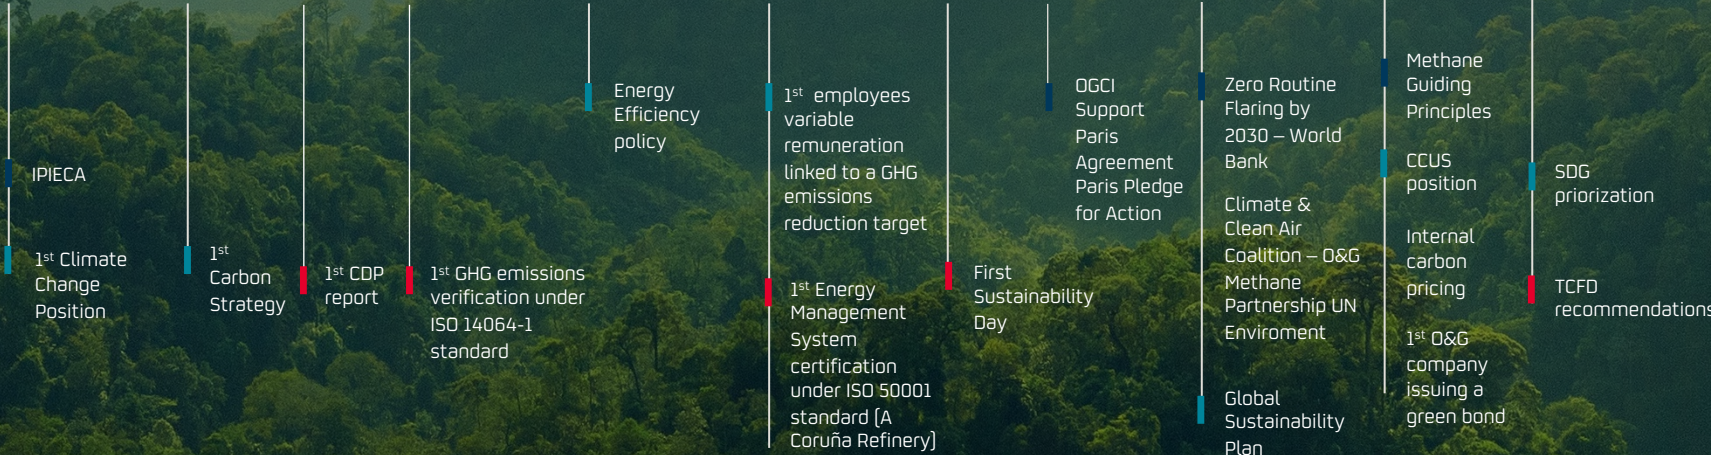 IPIECA
1st Climate
Change
Position
1st
Carbon
Strategy
1st CDP
report
1st GHG emissions
verification under
ISO 14064-1
standard
Energy
Efficiency
policy
1st employees
variable
remuneration
linked to a GHG
emissions
reduction target
1st Energy
Management
System
certification
under ISO 50001
standard (A
Coruña Refinery)
First
Sustainability
Day
OGCI
Support
Paris
Agreement
Paris Pledge
for Action
Zero Routine
Flaring by
2030 – World
Bank
Climate &
Clean Air
Coalition – O&G
Methane
Partnership UN
Enviroment
Global
Sustainability
Plan
Methane
Guiding
Principles
CCUS
position
Internal
carbon
pricing
1st O&G
company
issuing a
green bond
SDG
priorization
TCFD
recommendations